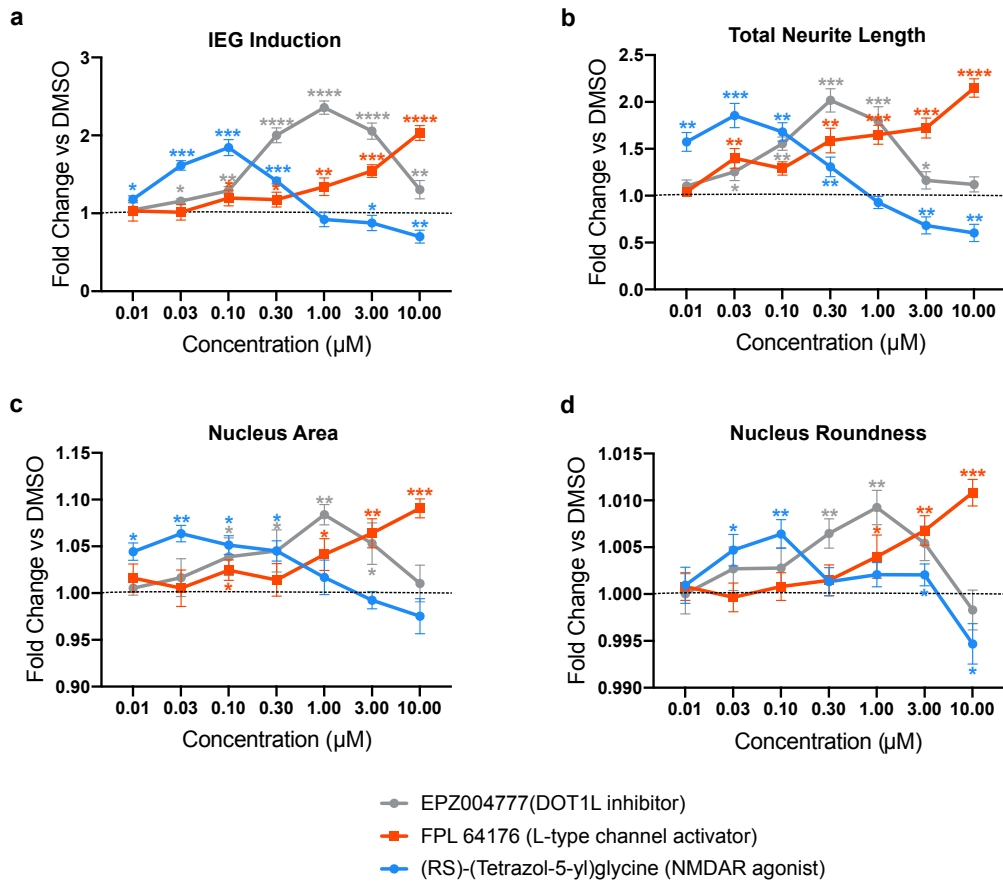 a
IEG Induction
Fold Change vs DMSO
3
2
1
0
* *** *** *** * **
* ** **** **** **** **
* * ** *** ****
0.01 0.03 0.10 0.30 1.00 3.00 10.00
Concentration (µM)
b
Total Neurite Length
Fold Change vs DMSO
2.5
2.0
1.5
1.0
0.5
0.0
** *** ** ** ** **
* ** *** *** *
** ** *** *** ****
0.01 0.03 0.10 0.30 1.00 3.00 10.00
Concentration (µM)
c
Nucleus Area
Fold Change vs DMSO
1.15
1.10
1.05
1.00
0.95
0.90
* ** * *
* * ** *
* * ** ***
0.01 0.03 0.10 0.30 1.00 3.00 10.00
Concentration (µM)
d
Nucleus Roundness
Fold Change vs DMSO
1.015
1.010
1.005
1.000
0.995
0.990
* ** * *
** **
* ** ***
0.01 0.03 0.10 0.30 1.00 3.00 10.00
Concentration (µM)
EPZ004777(DOT1L inhibitor)
FPL 64176 (L-type channel activator)
(RS)-(Tetrazol-5-yl)glycine (NMDAR agonist)